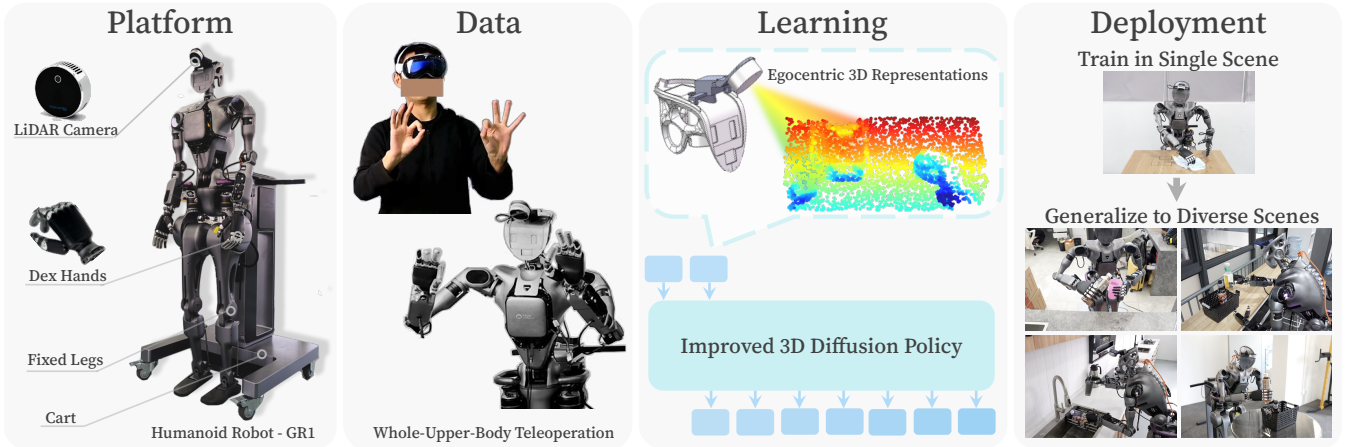 Platform
LiDAR Camera
Dex Hands
Fixed Legs
Cart
Humanoid Robot - GR1
Data
Whole-Upper-Body Teleoperation
Learning
Egocentric 3D Representations
Improved 3D Diffusion Policy
Deployment
Train in Single Scene
Generalize to Diverse Scenes